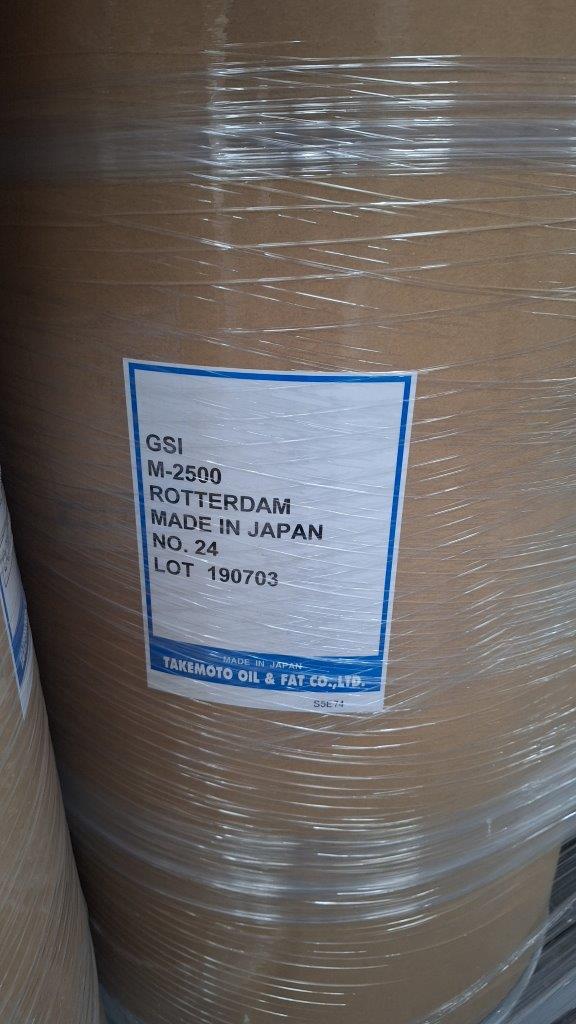 GSI
M-2500
ROTTERDAM
MADE IN JAPAN
NO. 24
LOT 190703
MADE IN JAPAN
TAKEMOTO OIL & FAT CO.,LTD.
S5E74